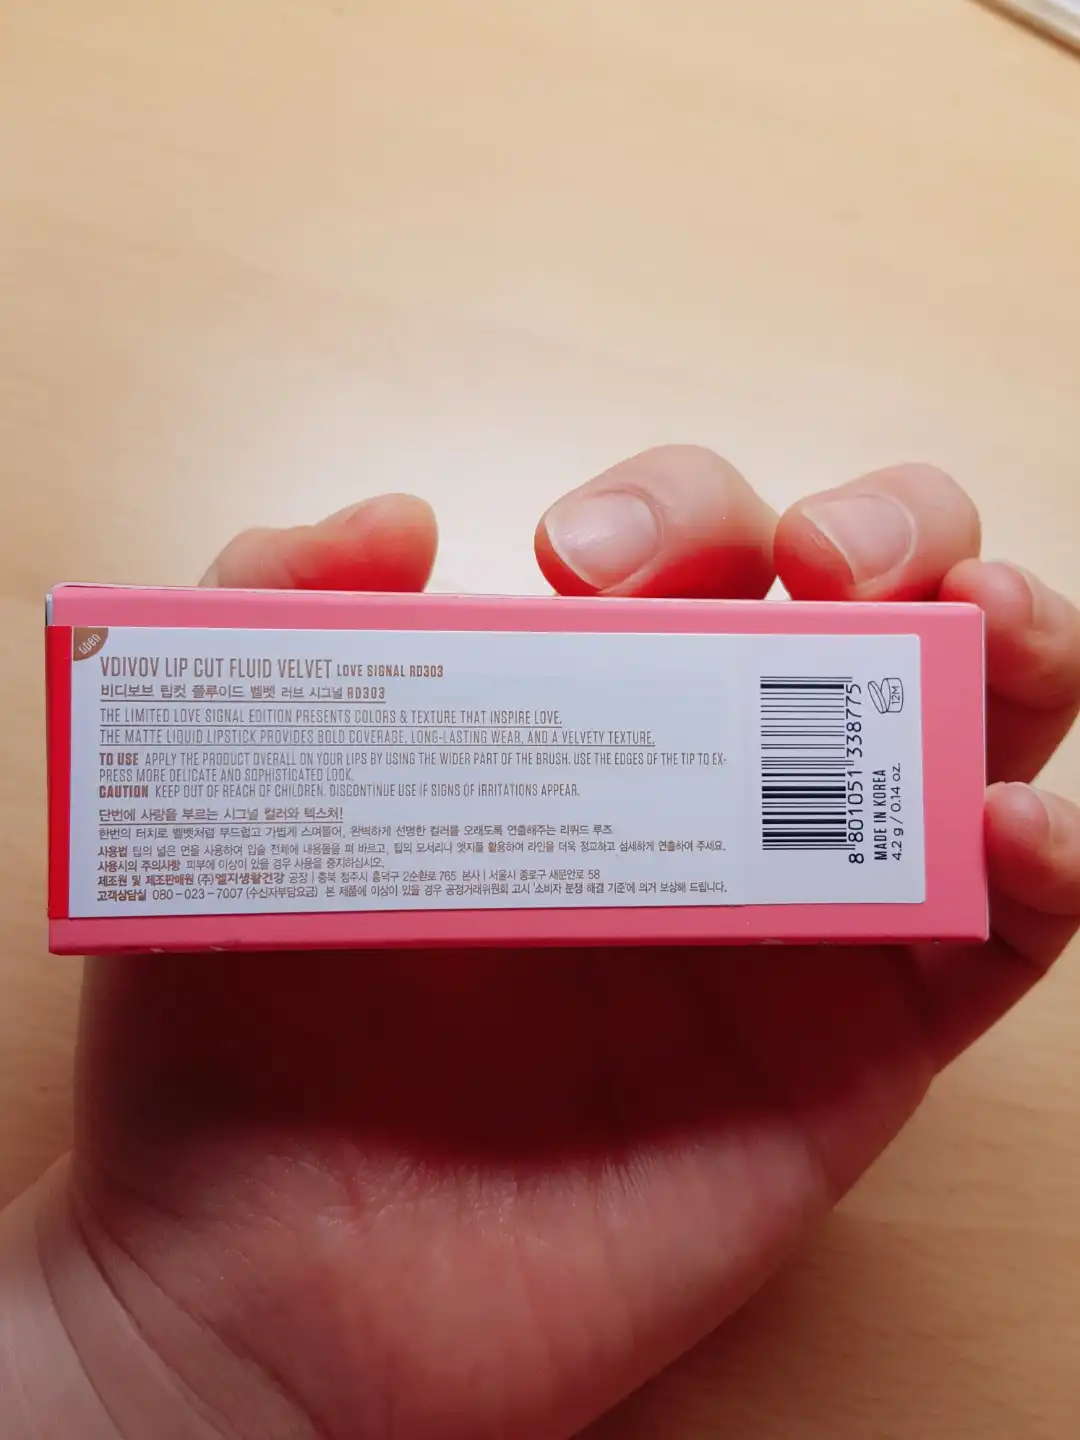 Open
VDIVOV LIP CUT FLUID VELVET LOVE SIGNAL RD303
비디보브 립컷 플루이드 벨벳 러브 시그널 RD303
THE LIMITED LOVE SIGNAL EDITION PRESENTS COLORS & TEXTURE THAT INSPIRE LOVE.
THE MATTE LIQUID LIPSTICK PROVIDES BOLD COVERAGE, LONG-LASTING WEAR, AND A VELVETY TEXTURE.
TO USE APPLY THE PRODUCT OVERALL ON YOUR LIPS BY USING THE WIDER PART OF THE BRUSH. USE THE EDGES OF THE TIP TO EX-
PRESS MORE DELICATE AND SOPHISTICATED LOOK.
CAUTION KEEP OUT OF REACH OF CHILDREN. DISCONTINUE USE IF SIGNS OF IRRITATIONS APPEAR.
단번에 사랑을 부르는 시그널 컬러와 텍스처!
한번의 터치로 벨벳처럼 부드럽고 가볍게 스며들어, 완벽하게 선명한 컬러를 오래도록 연출해주는 리퀴드 루즈
사용법 팁의 넓은 면을 사용하여 입술 전체에 내용물을 펴 바르고, 팁의 모서리나 엣지를 활용하여 라인을 더욱 정교하고 섬세하게 연출하여 주세요.
사용시의 주의사항 피부에 이상이 있을 경우 사용을 중지하십시오.
제조원 및 제조판매원 (주)엘지생활건강 공장 | 충북 청주시 흥덕구 2순환로 765 본사 | 서울시 종로구 새문안로 58
고객상담실 080-023-7007 (수신자부담요금) 본 제품에 이상이 있을 경우 공정거래위원회 고시 '소비자 분쟁 해결 기준'에 의거 보상해 드립니다.
8 801051 338775
12M
MADE IN KOREA
4.2 g / 0.14 oz.